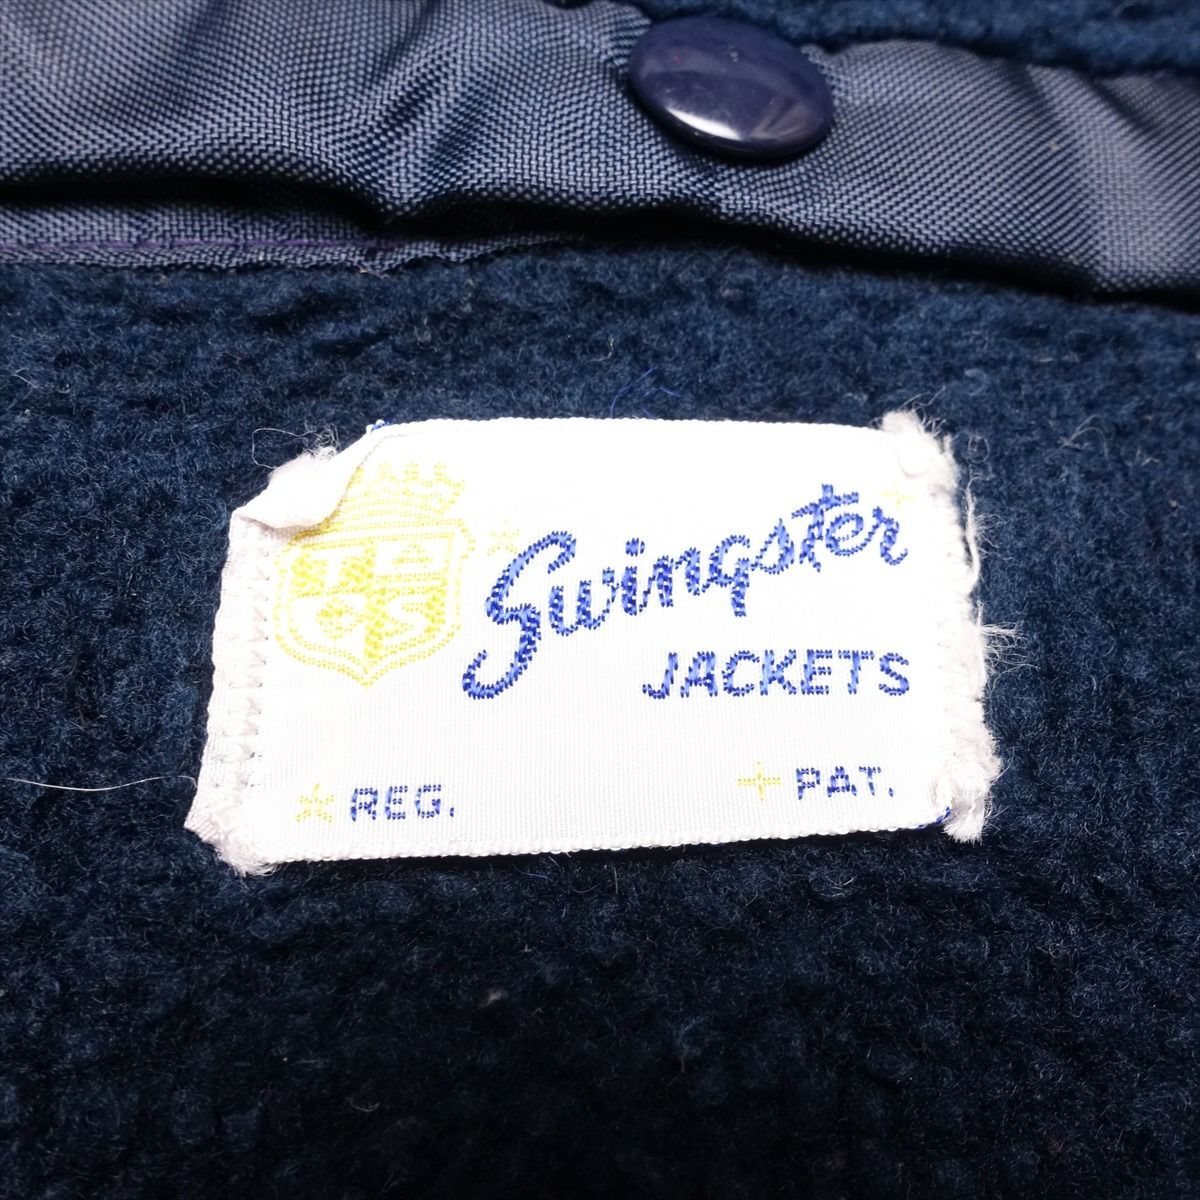 Swingster
JACKETS
REG.
PAT.